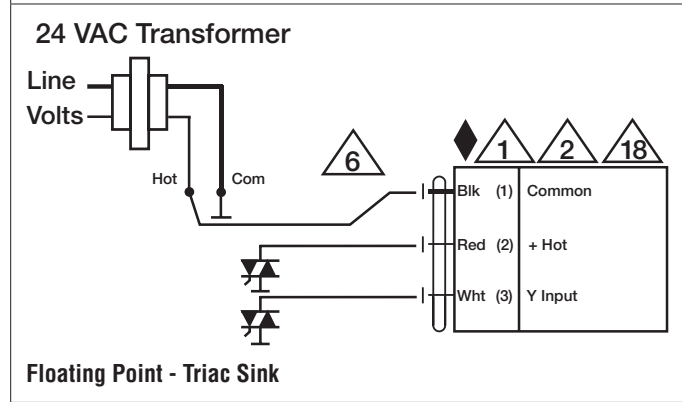 24 VAC Transformer
Line
Volts
Hot
Com
6
1
2
18
Blk (1) Common
Red (2) + Hot
Wht (3) Y Input
Floating Point - Triac Sink